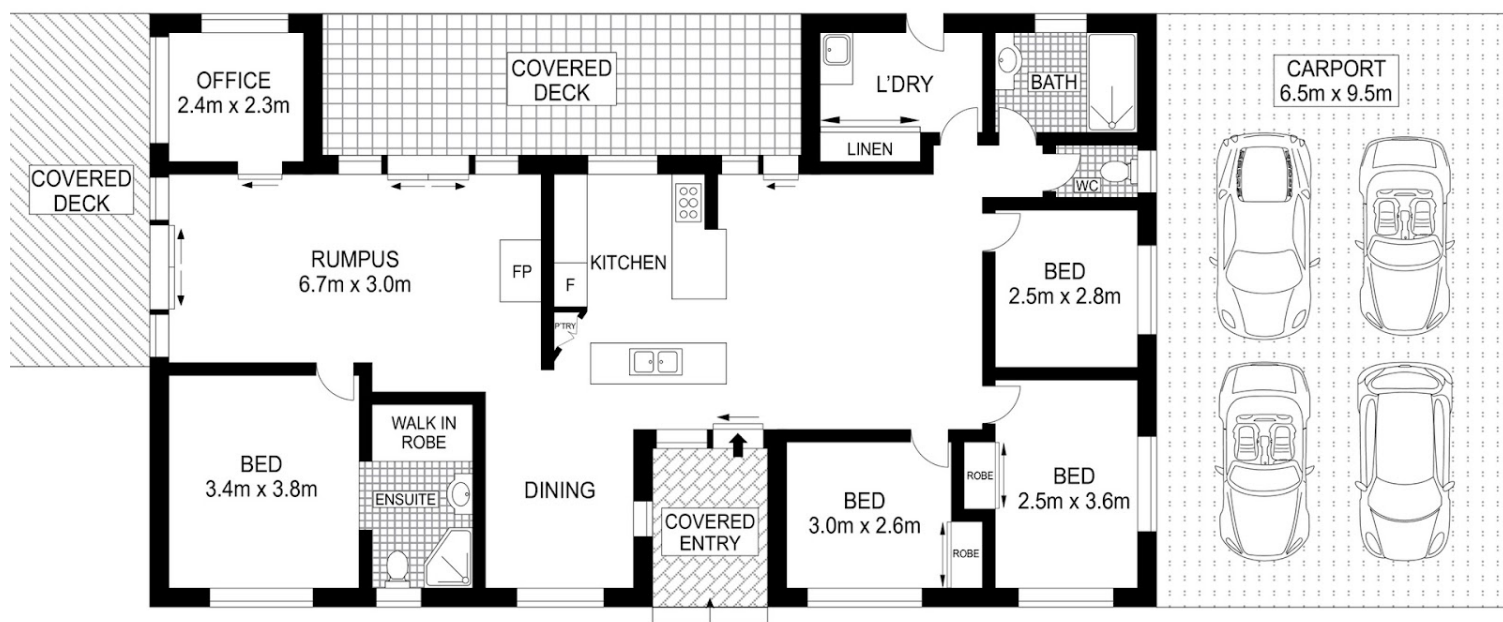 OFFICE
2.4m x 2.3m
COVERED
DECK
L'DRY
BATH
CARPORT
6.5m x 9.5m
LINEN
COVERED
DECK
WC
RUMPUS
6.7m x 3.0m
FP
F
KITCHEN
BED
2.5m x 2.8m
P'TRY
WALK IN
ROBE
BED
3.4m x 3.8m
ENSUITE
DINING
COVERED
ENTRY
BED
3.0m x 2.6m
ROBE
ROBE
BED
2.5m x 3.6m